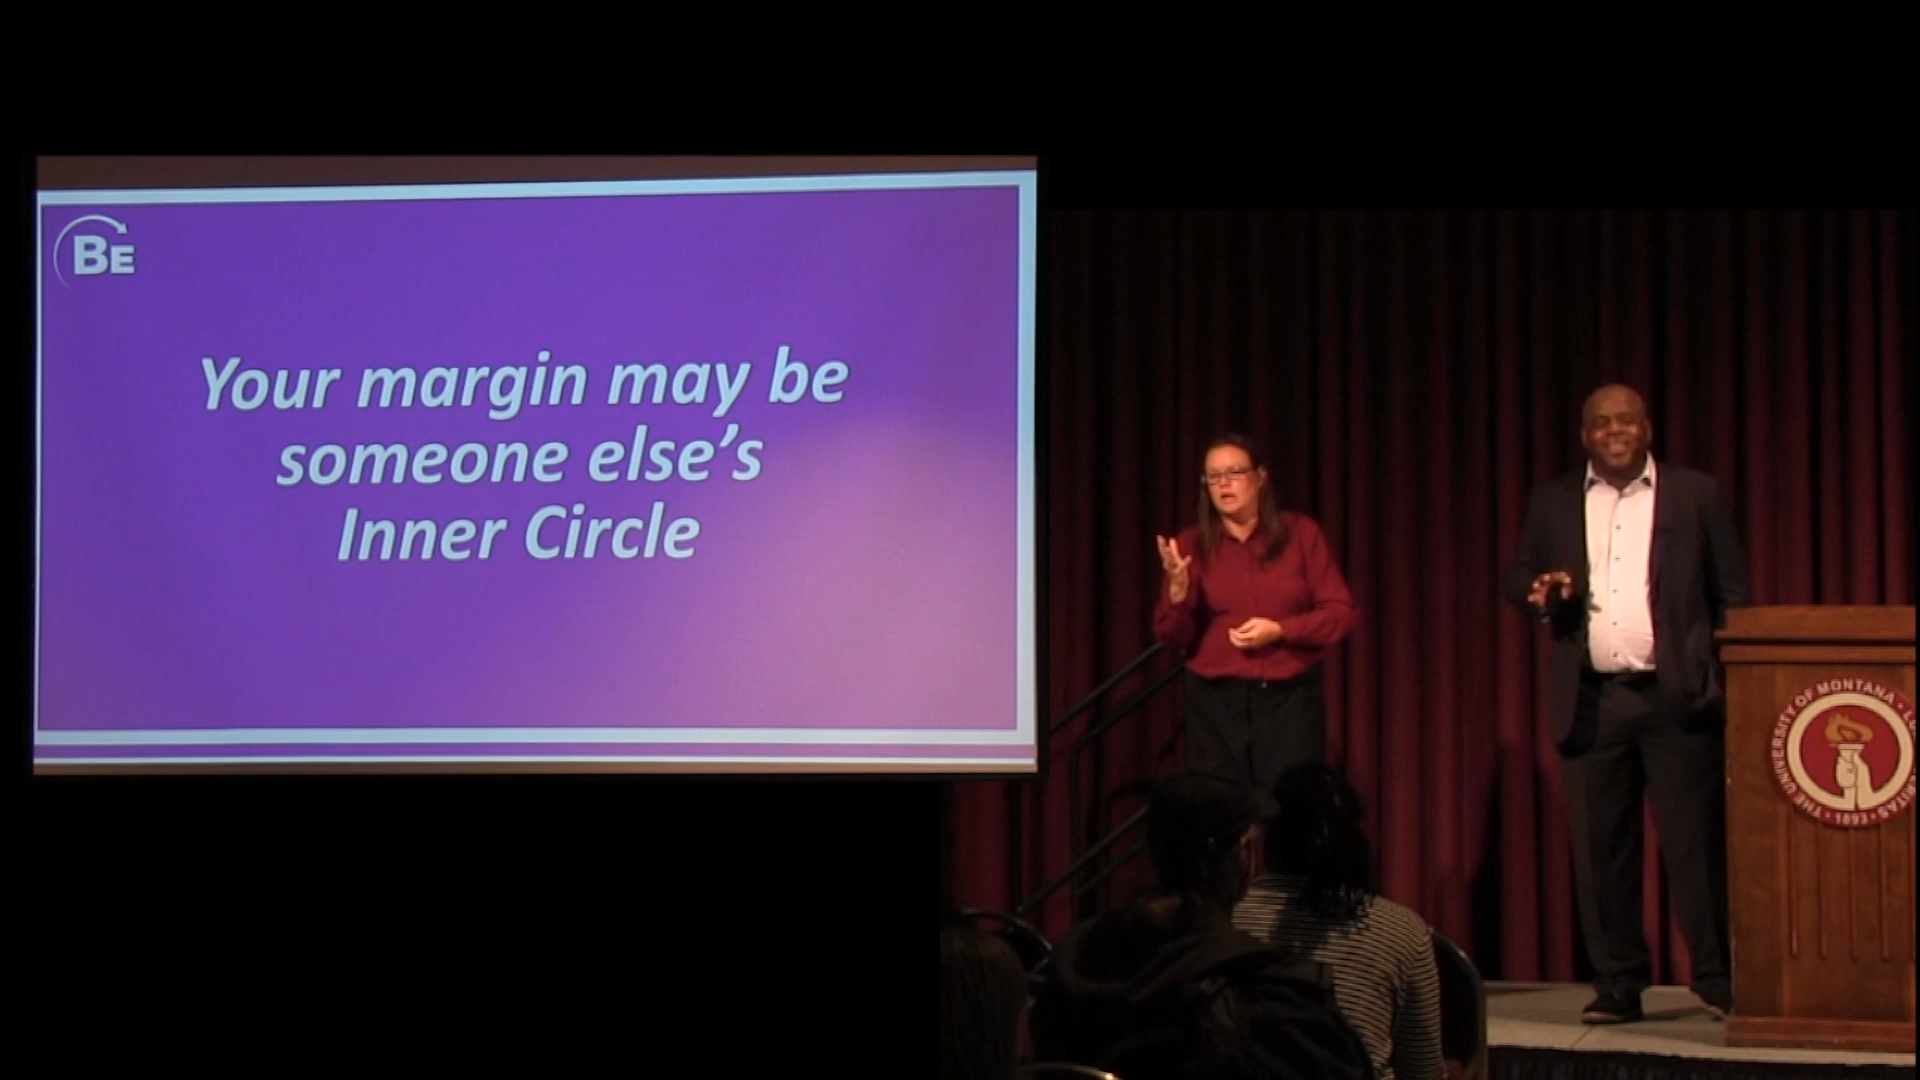 BE
Your margin may be
someone else's
Inner Circle
THE UNIVERSITY OF MONTANA
1893